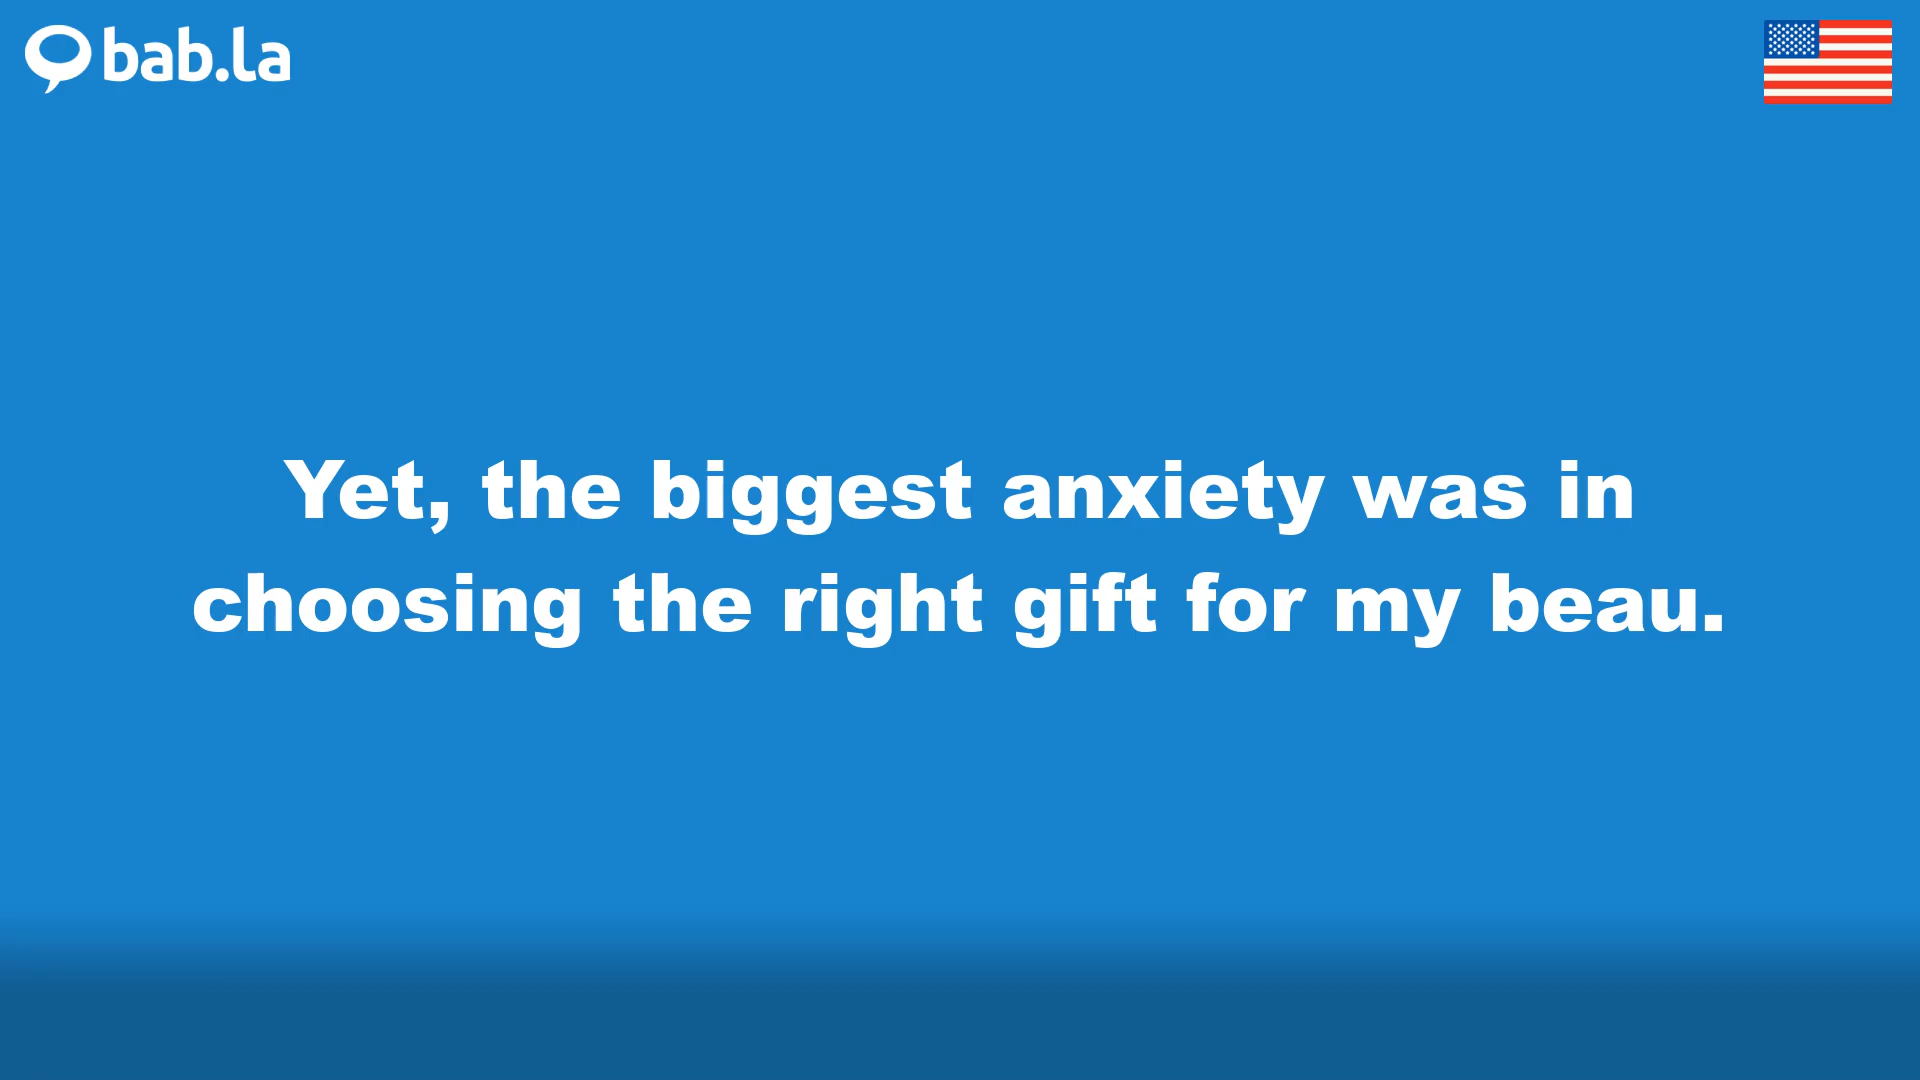 bab.la
Yet, the biggest anxiety was in
choosing the right gift for my beau.